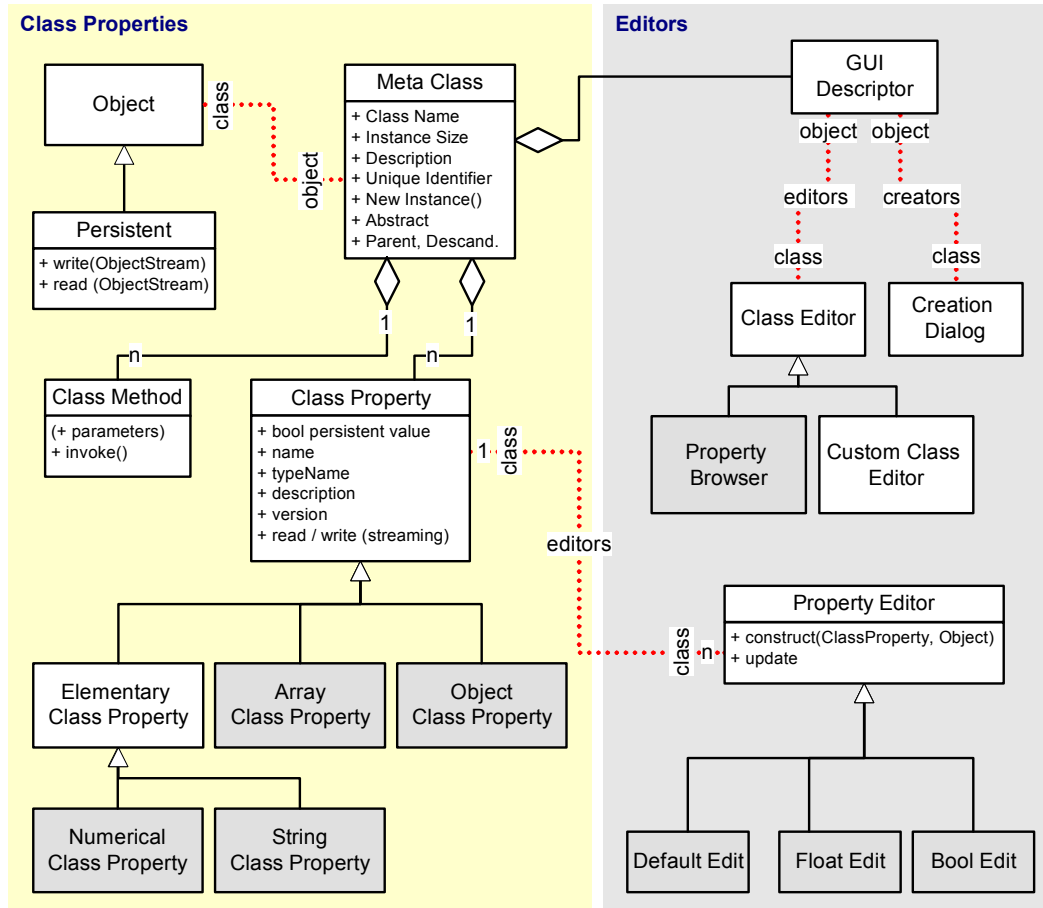 Class Properties
Object
class
object
Meta Class
+ Class Name
+ Instance Size
+ Description
+ Unique Identifier
+ New Instance()
+ Abstract
+ Parent, Descand.
Persistent
+ write(ObjectStream)
+ read (ObjectStream)
1
1
n
n
Class Method
(+ parameters)
+ invoke()
Class Property
+ bool persistent value
+ name
+ typeName
+ description
+ version
+ read / write (streaming)
1
class
editors
class
n
Elementary
Class Property
Array
Class Property
Object
Class Property
Numerical
Class Property
String
Class Property
Editors
GUI
Descriptor
object
object
editors
creators
class
class
Class Editor
Creation
Dialog
Property
Browser
Custom Class
Editor
Property Editor
+ construct(ClassProperty, Object)
+ update
Default Edit
Float Edit
Bool Edit